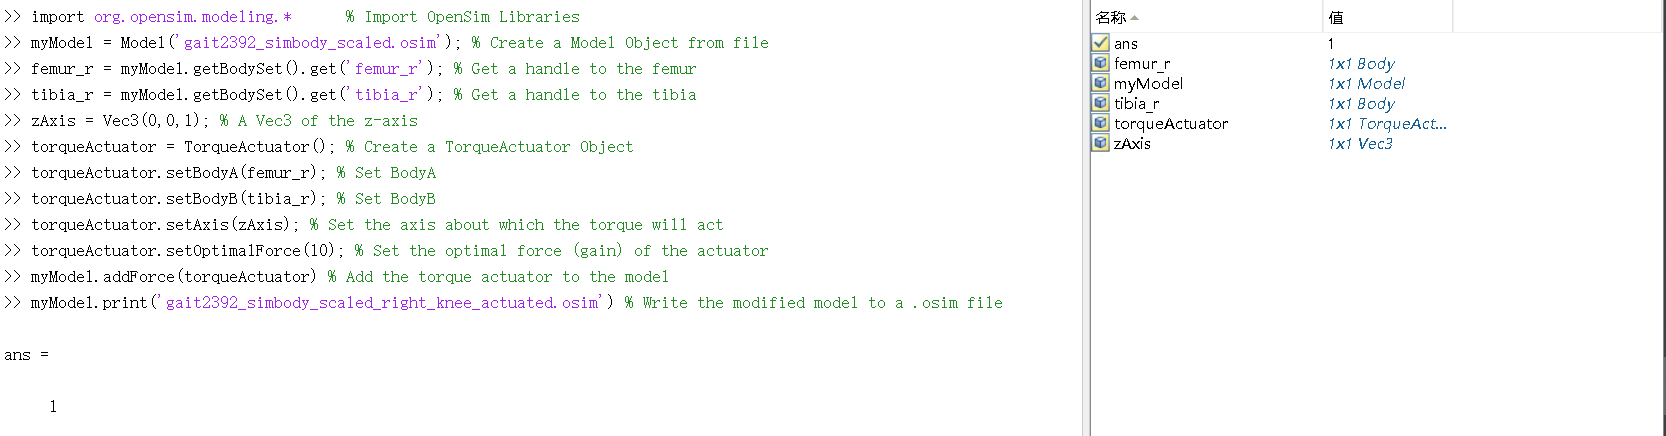 >> import org.opensim.modeling.*      % Import OpenSim Libraries
>> myModel = Model('gait2392_simbody_scaled.osim'); % Create a Model Object from file
>> femur_r = myModel.getBodySet().get('femur_r'); % Get a handle to the femur
>> tibia_r = myModel.getBodySet().get('tibia_r'); % Get a handle to the tibia
>> zAxis = Vec3(0,0,1); % A Vec3 of the z-axis
>> torqueActuator = TorqueActuator(); % Create a TorqueActuator Object
>> torqueActuator.setBodyA(femur_r); % Set BodyA
>> torqueActuator.setBodyB(tibia_r); % Set BodyB
>> torqueActuator.setAxis(zAxis); % Set the axis about which the torque will act
>> torqueActuator.setOptimalForce(10); % Set the optimal force (gain) of the actuator
>> myModel.addForce(torqueActuator) % Add the torque actuator to the model
>> myModel.print('gait2392_simbody_scaled_right_knee_actuated.osim') % Write the modified model to a .osim file
ans =
1
名称 值
ans 1
femur_r 1x1 Body
myModel 1x1 Model
tibia_r 1x1 Body
torqueActuator 1x1 TorqueAct...
zAxis 1x1 Vec3